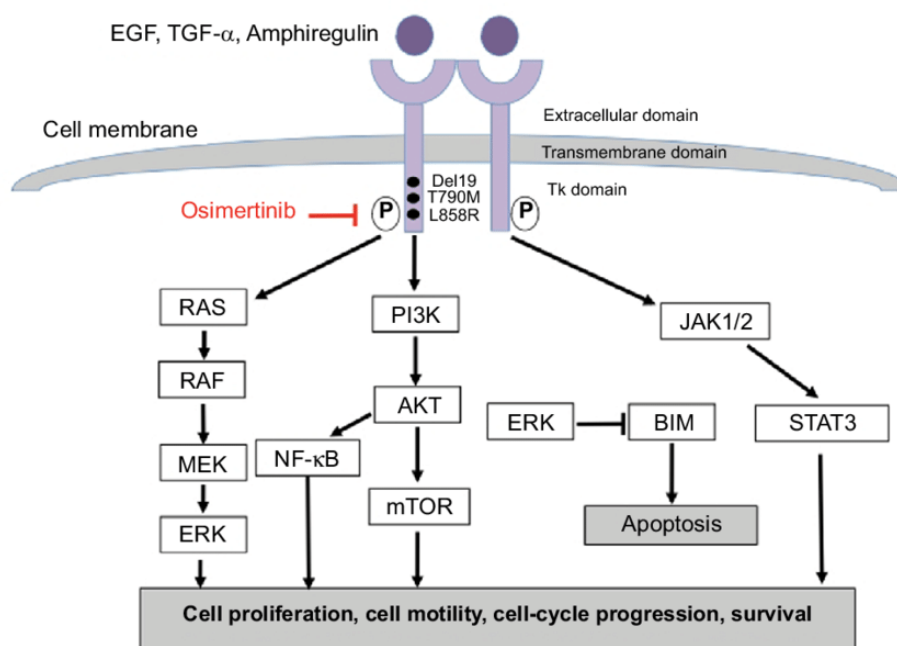 EGF, TGF-α, Amphiregulin
Extracellular domain
Cell membrane
Transmembrane domain
Del19
T790M
L858R
Tk domain
Osimertinib
P
P
RAS
PI3K
JAK1/2
RAF
AKT
ERK
BIM
STAT3
MEK
NF-κB
mTOR
Apoptosis
ERK
Cell proliferation, cell motility, cell-cycle progression, survival